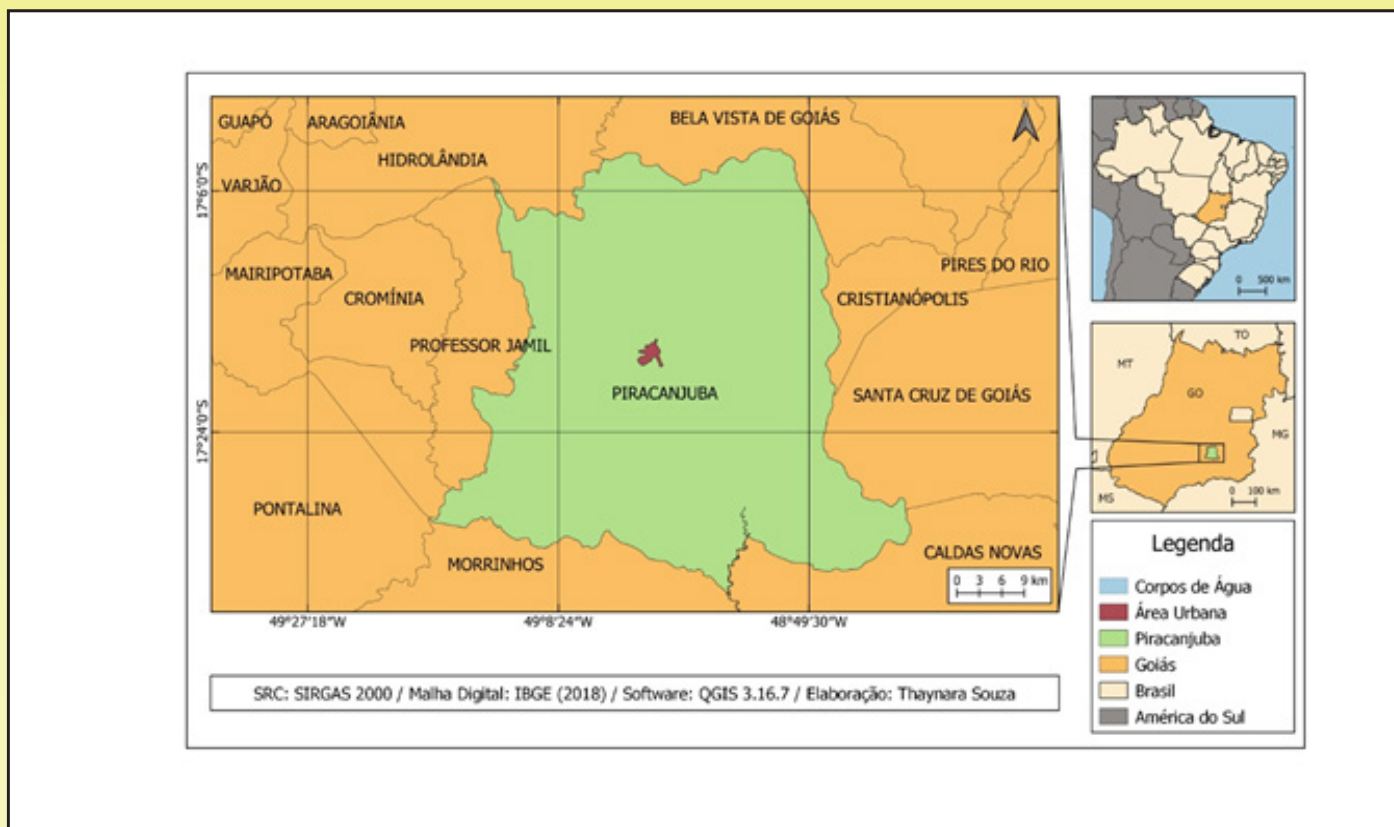 GUAPÓ
ARAGOIÂNIA
BELA VISTA DE GOIÁS
HIDROLÂNDIA
VARJÃO
17°6'0"S
MAIRIPOTABA
CROMÍNIA
PIRES DO RIO
CRISTIANÓPOLIS
PROFESSOR JAMIL
PIRACANJUBA
SANTA CRUZ DE GOIÁS
17°24'0"S
PONTALINA
MORRINHOS
CALDAS NOVAS
0 3 6 9 km
49°27'18"W
49°8'24"W
48°49'30"W
SRC: SIRGAS 2000 / Malha Digital: IBGE (2018) / Software: QGIS 3.16.7 / Elaboração: Thaynara Souza
0 500 km
TO
MT
GO
MG
MS
0 100 km
Legenda
Corpos de Água
Área Urbana
Piracanjuba
Goiás
Brasil
América do Sul